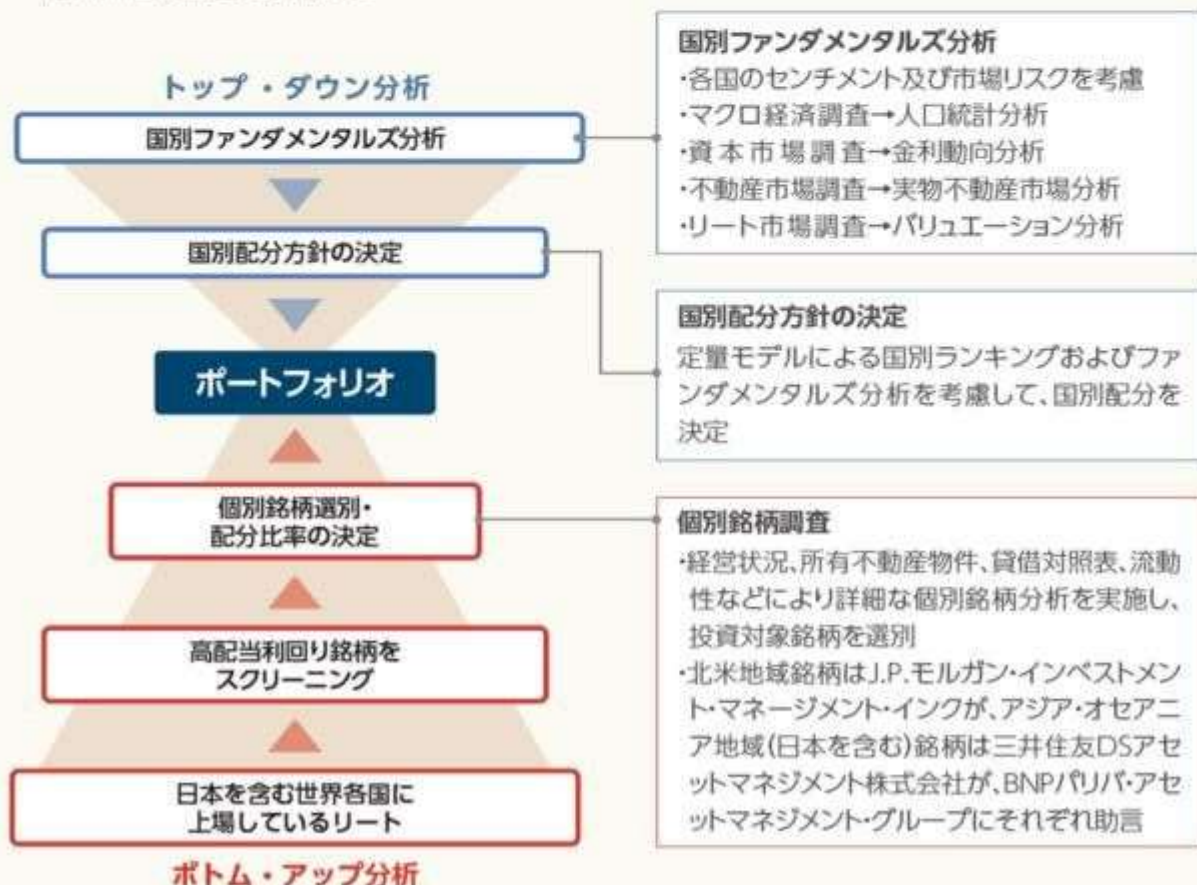 トップ・ダウン分析
国別ファンダメンタルズ分析
国別配分方針の決定
ポートフォリオ
個別銘柄選別・
配分比率の決定
高配当利回り銘柄を
スクリーニング
日本を含む世界各国に
上場しているリート
ボトム・アップ分析
国別ファンダメンタルズ分析
・各国のセンチメント及び市場リスクを考慮
・マクロ経済調査→人口統計分析
・資本市場調査→金利動向分析
・不動産市場調査→実物不動産市場分析
・リート市場調査→バリュエーション分析
国別配分方針の決定
定量モデルによる国別ランキングおよびファ
ンダメンタルズ分析を考慮して、国別配分を
決定
個別銘柄調査
・経営状況、所有不動産物件、貸借対照表、流動
性などにより詳細な個別銘柄分析を実施し、
投資対象銘柄を選別
・北米地域銘柄はJ.P.モルガン・インベストメン
ト・マネージメント・インクが、アジア・オセアニ
ア地域(日本を含む)銘柄は三井住友DSアセ
ットマネジメント株式会社が、BNPパリバ・アセ
ットマネジメント・グループにそれぞれ助言